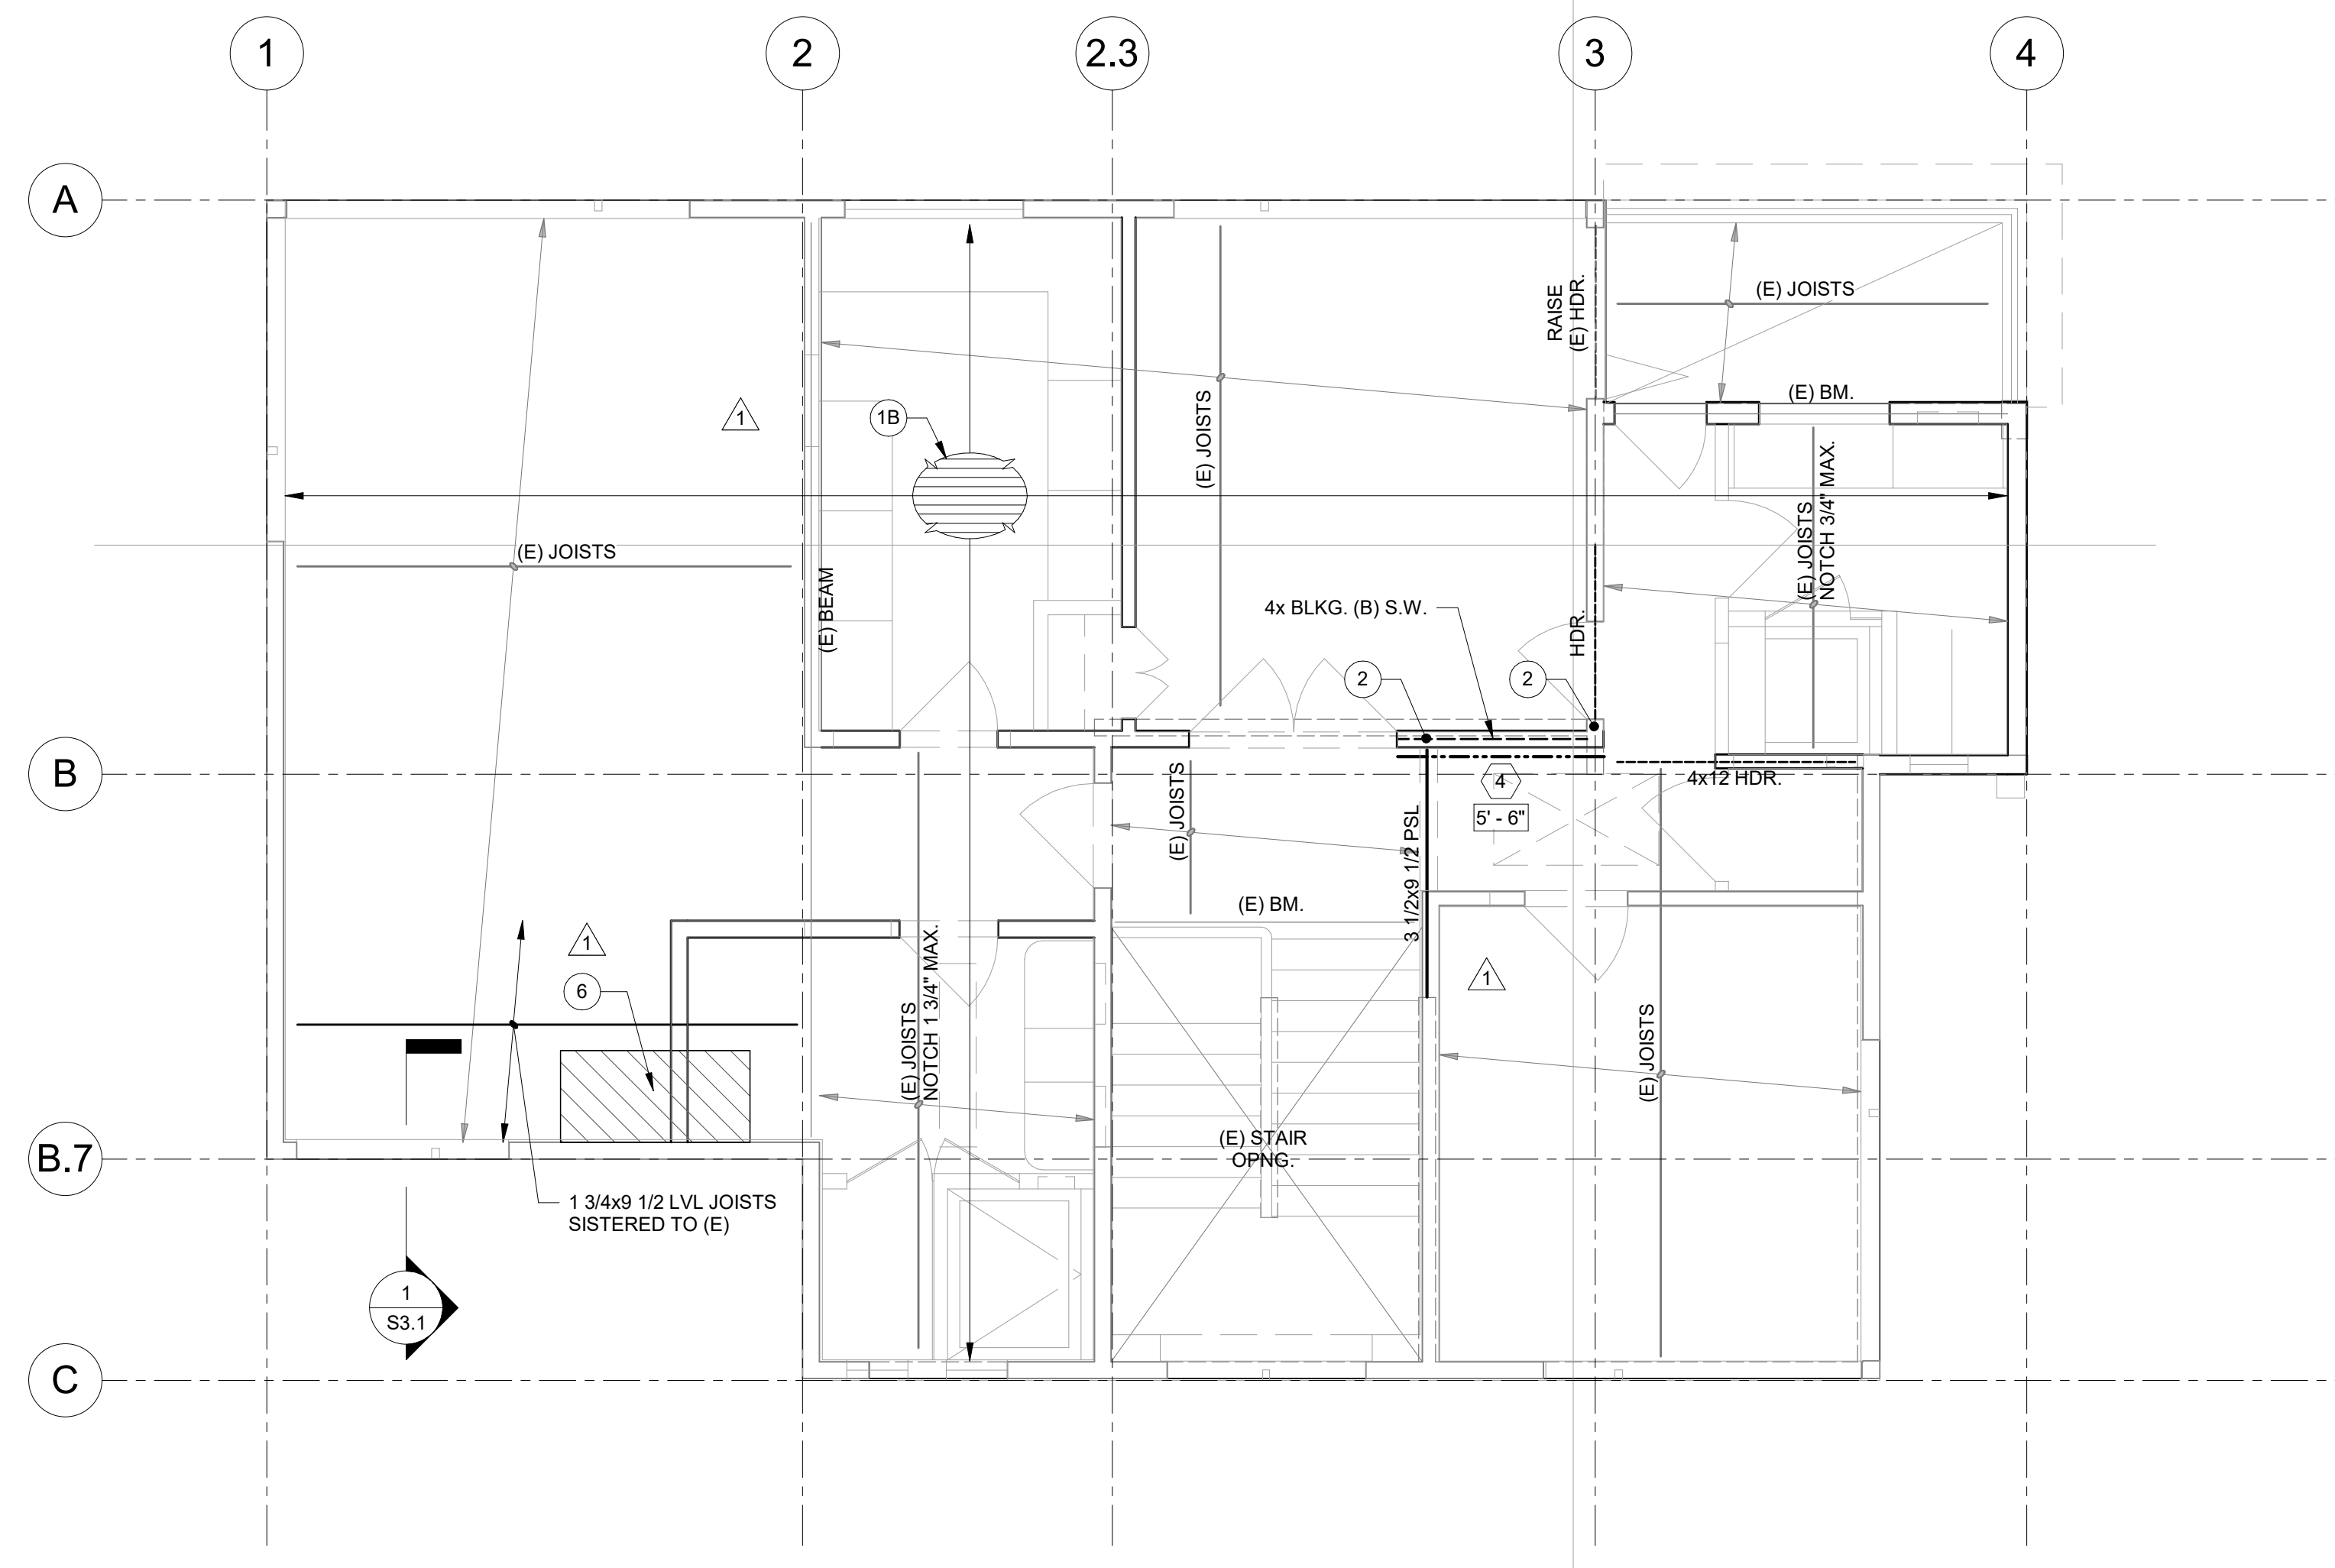 1
2
2.3
3
4
A
(E) JOISTS
RAISE
(E) HDR.
(E) BM.
1
1B
(E) JOISTS
(E) JOISTS
NOTCH 3/4" MAX.
(E) JOISTS
(E) BEAM
4x BLKG. (B) S.W.
HDR.
2
2
B
4x12 HDR.
4
5' - 6"
(E) JOISTS
3 1/2x9 1/2 PSL
(E) BM.
1
6
(E) JOISTS
NOTCH 1 3/4" MAX.
1
(E) JOISTS
(E) STAIR
OPNG.
B.7
1 3/4x9 1/2 LVL JOISTS
SISTERED TO (E)
1
S3.1
C